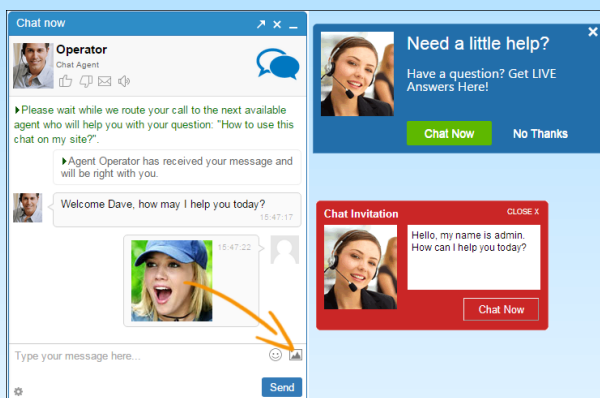 Chat now
Operator
Chat Agent
Please wait while we route your call to the next available
agent who will help you with your question: "How to use this
chat on my site?".
Agent Operator has received your message and
will be right with you.
Welcome Dave, how may I help you today?
15:47:17
15:47:22
Type your message here...
Send
Need a little help?
Have a question? Get LIVE
Answers Here!
Chat Now
No Thanks
Chat Invitation
CLOSE X
Hello, my name is admin.
How can I help you today?
Chat Now